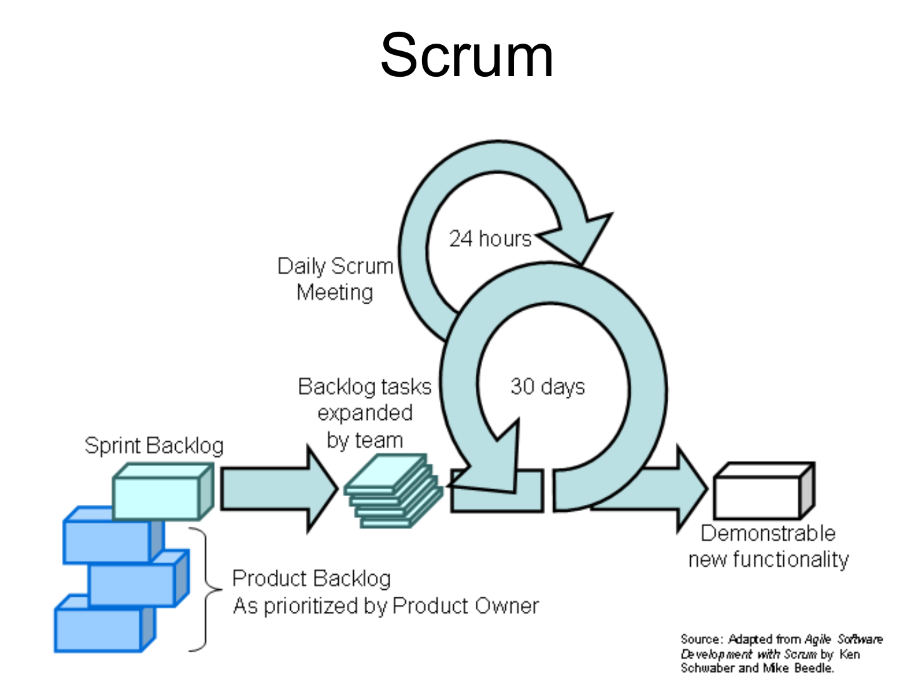 Scrum
24 hours
Daily Scrum
Meeting
30 days
Backlog tasks
expanded
by team
Sprint Backlog
Demonstrable
new functionality
Product Backlog
As prioritized by Product Owner
Source: Adapted from Agile Software
Development with Scrum by Ken
Schwaber and Mike Beedle.